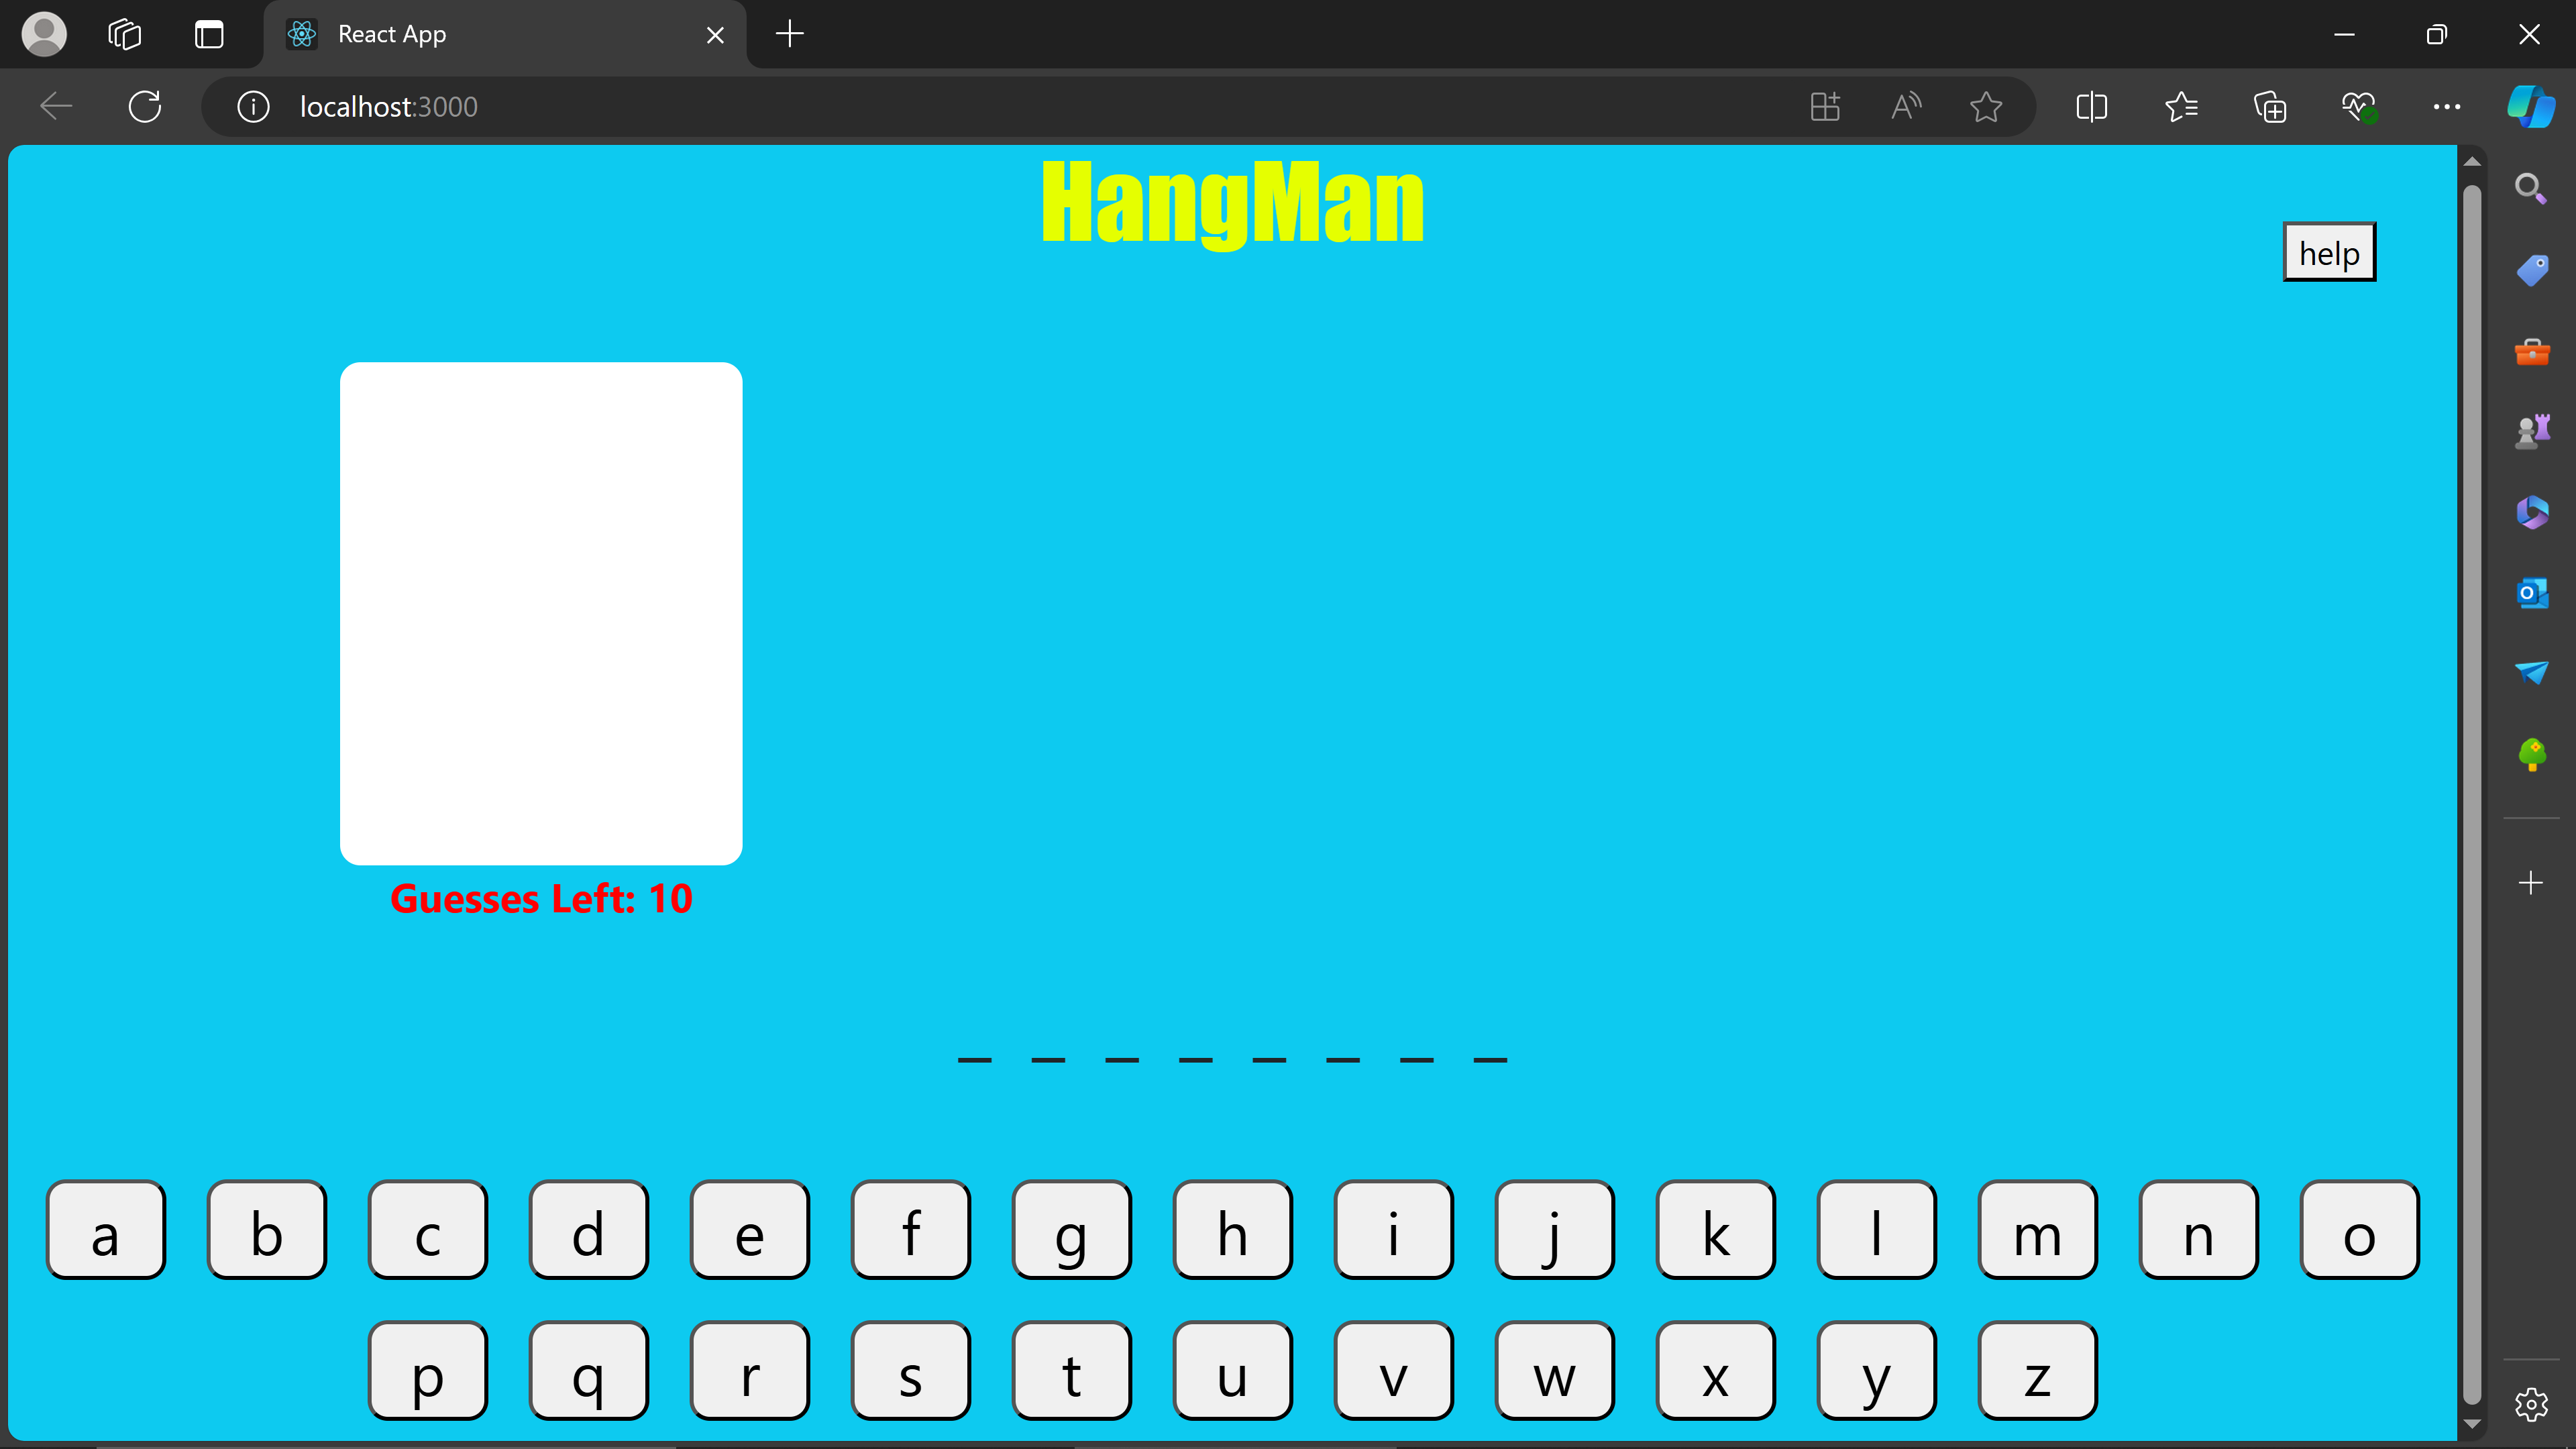 React App
localhost:3000
HangMan
help
Guesses Left: 10
_ _ _ _ _ _ _ _
a b c d e f g h i j k l m n o
p q r s t u v w x y z